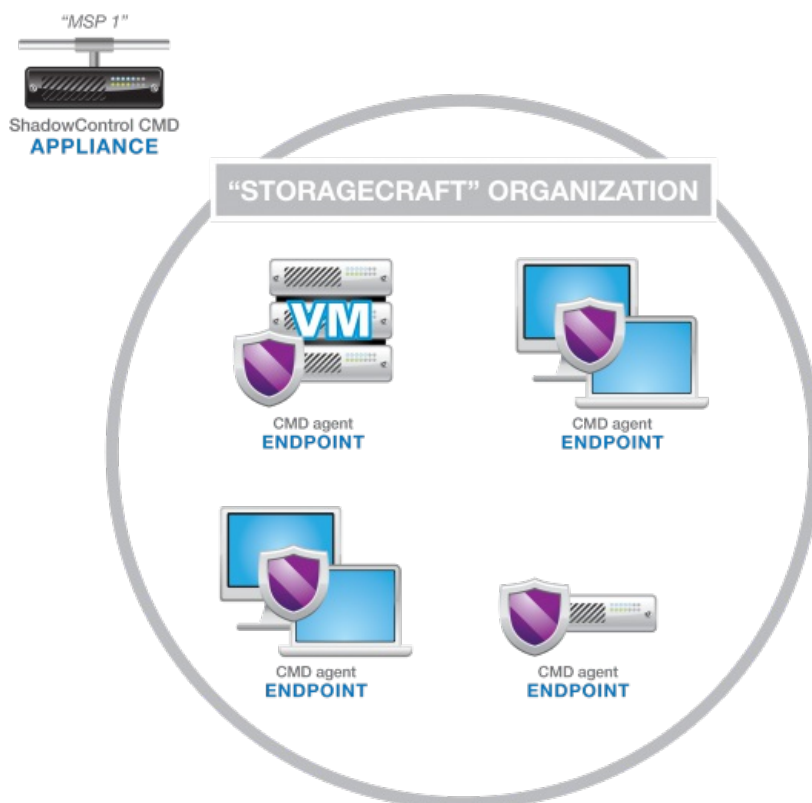 “MSP 1”
ShadowControl CMD
APPLIANCE
“STORAGECRAFT” ORGANIZATION
VM
CMD agent
ENDPOINT
CMD agent
ENDPOINT
CMD agent
ENDPOINT
CMD agent
ENDPOINT